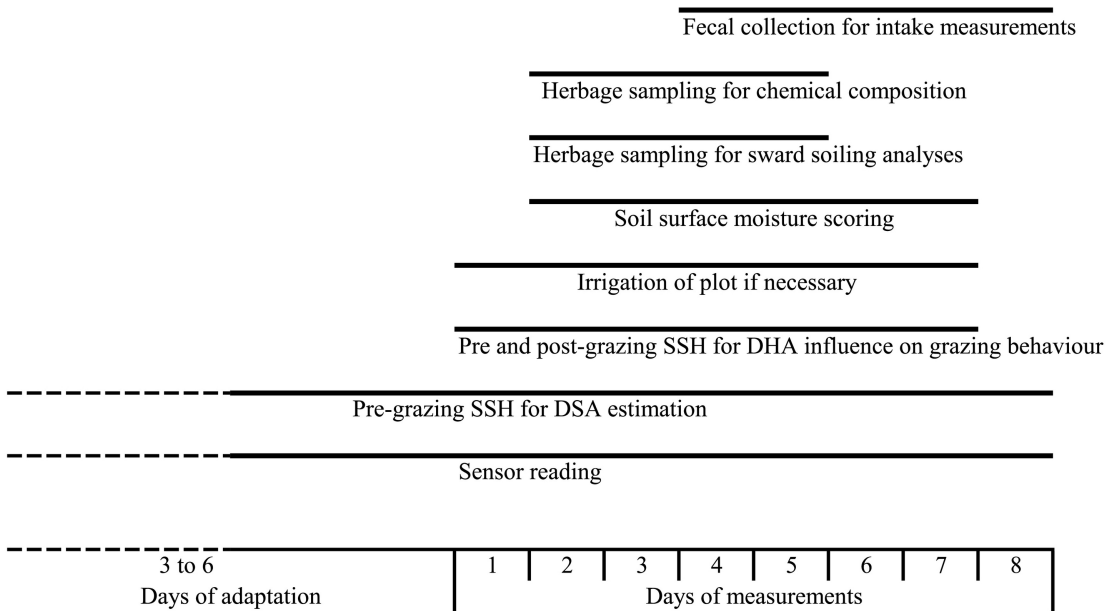 Fecal collection for intake measurements
Herbage sampling for chemical composition
Herbage sampling for sward soiling analyses
Soil surface moisture scoring
Irrigation of plot if necessary
Pre and post-grazing SSH for DHA influence on grazing behaviour
Pre-grazing SSH for DSA estimation
Sensor reading
3 to 6 1 2 3 4 5 6 7 8
Days of adaptation Days of measurements